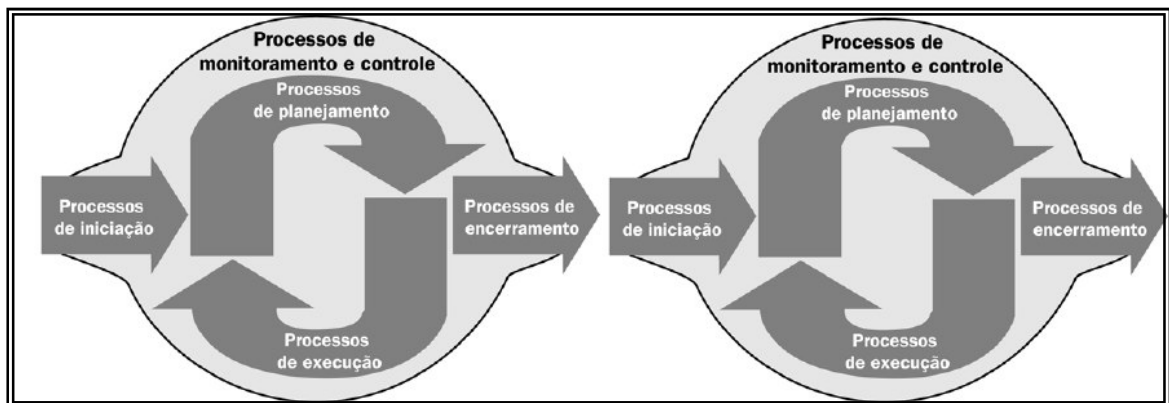 Processos de
monitoramento e controle
Processos
de planejamento
Processos
de iniciação
Processos de
encerramento
Processos
de execução
Processos de
monitoramento e controle
Processos
de planejamento
Processos
de iniciação
Processos de
encerramento
Processos
de execução